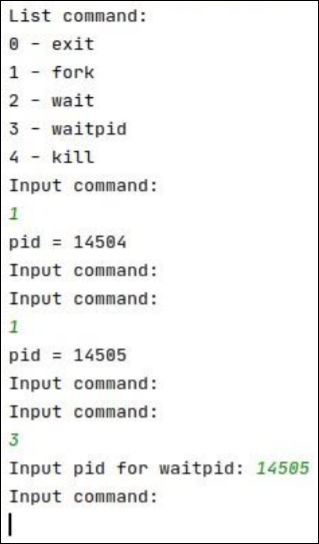 List command:
0 - exit
1 - fork
2 - wait
3 - waitpid
4 - kill
Input command:
1
pid = 14504
Input command:
Input command:
1
pid = 14505
Input command:
Input command:
3
Input pid for waitpid: 14505
Input command: